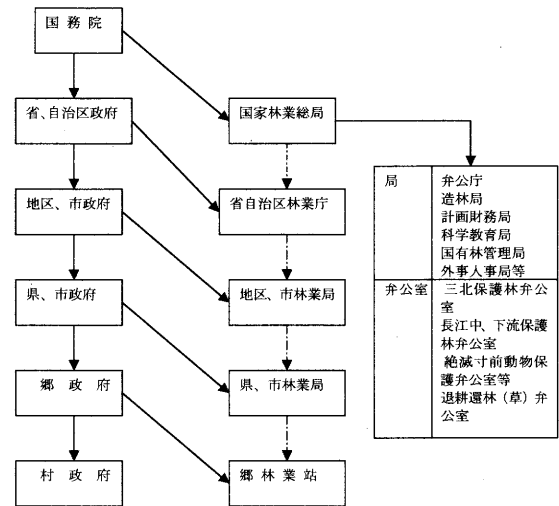 国務院
省、自治区政府
国家林業総局
地区、市政府
省自治区林業庁
県、市政府
地区、市林業局
郷政府
県、市林業局
村政府
郷林業站
局
弁公庁
造林局
計画財務局
科学教育局
国有林管理局
外事人事局等
弁公室
三北保護林弁公
室
長江中、下流保護
林弁公室
絶滅寸前動物保
護弁公室等
退耕還林(草)弁
公室